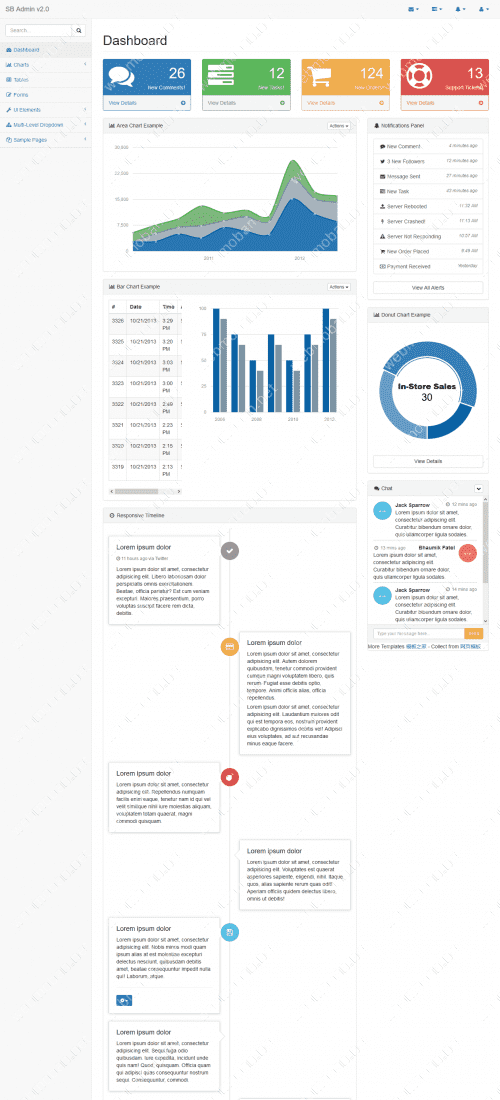 SB Admin v2.0
Search...
Dashboard
Charts
Tables
Forms
UI Elements
Multi-Level Dropdown
Sample Pages
Dashboard
26
New Comments!
View Details
12
New Tasks!
View Details
124
New Orders!
View Details
13
Support Tickets!
View Details
Area Chart Example
Actions
30,000
22,500
15,000
7,500
0
2011
2012
Bar Chart Example
Actions
# Date Time
3326 10/21/2013 3:29 PM
3325 10/21/2013 3:20 PM
3324 10/21/2013 3:03 PM
3323 10/21/2013 3:00 PM
3322 10/21/2013 2:49 PM
3321 10/21/2013 2:23 PM
3320 10/21/2013 2:15 PM
3319 10/21/2013 2:13 PM
100
75
50
25
0
2006
2008
2010
2012
Responsive Timeline
Lorem ipsum dolor
11 hours ago via Twitter
Lorem ipsum dolor sit amet, consectetur
adipisicing elit. Libero laboriosam dolor
perspiciatis omnis exercitationem.
Beatae, officia pariatur? Est cum veniam
excepturi. Maiores praesentium, porro
voluptas suscipit facere rem dicta,
debitis.
Lorem ipsum dolor
Lorem ipsum dolor sit amet, consectetur
adipisicing elit. Autem dolorem
quibusdam, tenetur commodi provident
cumque magni voluptatem libero, quis
rerum. Fugiat esse debitis optio,
tempore. Animi officiis alias, officia
repellendus.
Lorem ipsum dolor sit amet, consectetur
adipisicing elit. Laudantium maiores odit
qui est tempora eos, nostrum provident
explicabo dignissimos debitis vel! Adipisci
eius voluptates, ad aut recusandae
minus eaque facere.
Lorem ipsum dolor
Lorem ipsum dolor sit amet, consectetur
adipisicing elit. Repellendus numquam
facilis enim eaque, tenetur nam id qui vel
velit similique nihil iure molestias aliquam,
voluptatem totam quaerat, magni
commodi quisquam.
Lorem ipsum dolor
Lorem ipsum dolor sit amet, consectetur
adipisicing elit. Voluptates est quaerat
asperiores sapiente, eligendi, nihil. Itaque
quos, alias sapiente rerum quas odit!
Aperiam officiis quidem delectus libero,
omnis ut debitis!
Lorem ipsum dolor
Lorem ipsum dolor sit amet, consectetur
adipisicing elit. Nobis minus modi quam
ipsum alias at est molestiae excepturi
delectus nesciunt, quibusdam debitis
amet, beatae consequuntur impedit nulla
qui! Laborum, atque.
Lorem ipsum dolor
Lorem ipsum dolor sit amet, consectetur
adipisicing elit. Sequi fuga odio
quibusdam. Iure expedita, incidunt unde
quis nam! Quod, quisquam. Officia quam
qui adipisci quas consequuntur nostrum
sequi. Consequuntur, commodi.
Notifications Panel
New Comment 4 minutes ago
3 New Followers 12 minutes ago
Message Sent 27 minutes ago
New Task 43 minutes ago
Server Rebooted 11:32 AM
Server Crashed! 11:13 AM
Server Not Responding 10:57 AM
New Order Placed 9:49 AM
Payment Received Yesterday
View All Alerts
Donut Chart Example
In-Store Sales
30
View Details
Chat
Jack Sparrow 12 mins ago
Lorem ipsum dolor sit amet,
consectetur adipiscing elit.
Curabitur bibendum ornare dolor,
quis ullamcorper ligula sodales.
13 mins ago Bhaumik Patel
Lorem ipsum dolor sit amet,
consectetur adipiscing elit.
Curabitur bibendum ornare dolor,
quis ullamcorper ligula sodales.
Jack Sparrow 14 mins ago
Lorem ipsum dolor sit amet,
consectetur adipiscing elit.
Curabitur bibendum ornare dolor,
quis ullamcorper ligula sodales.
Type your message here...
Send
More Templates 模板之家 - Collect from 网页模板